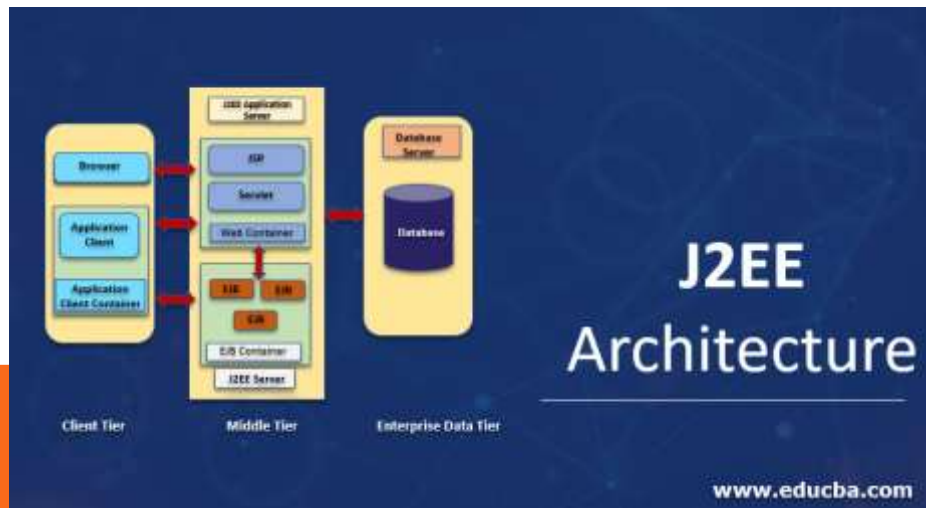 J2EE Application
Server
Browser
JSP
Servlet
Web Container
Application
Client
Application
Client Container
EJB
EJB
EJB
EJB Container
J2EE Server
Database
Server
Database
Client Tier
Middle Tier
Enterprise Data Tier
J2EE
Architecture
www.educba.com